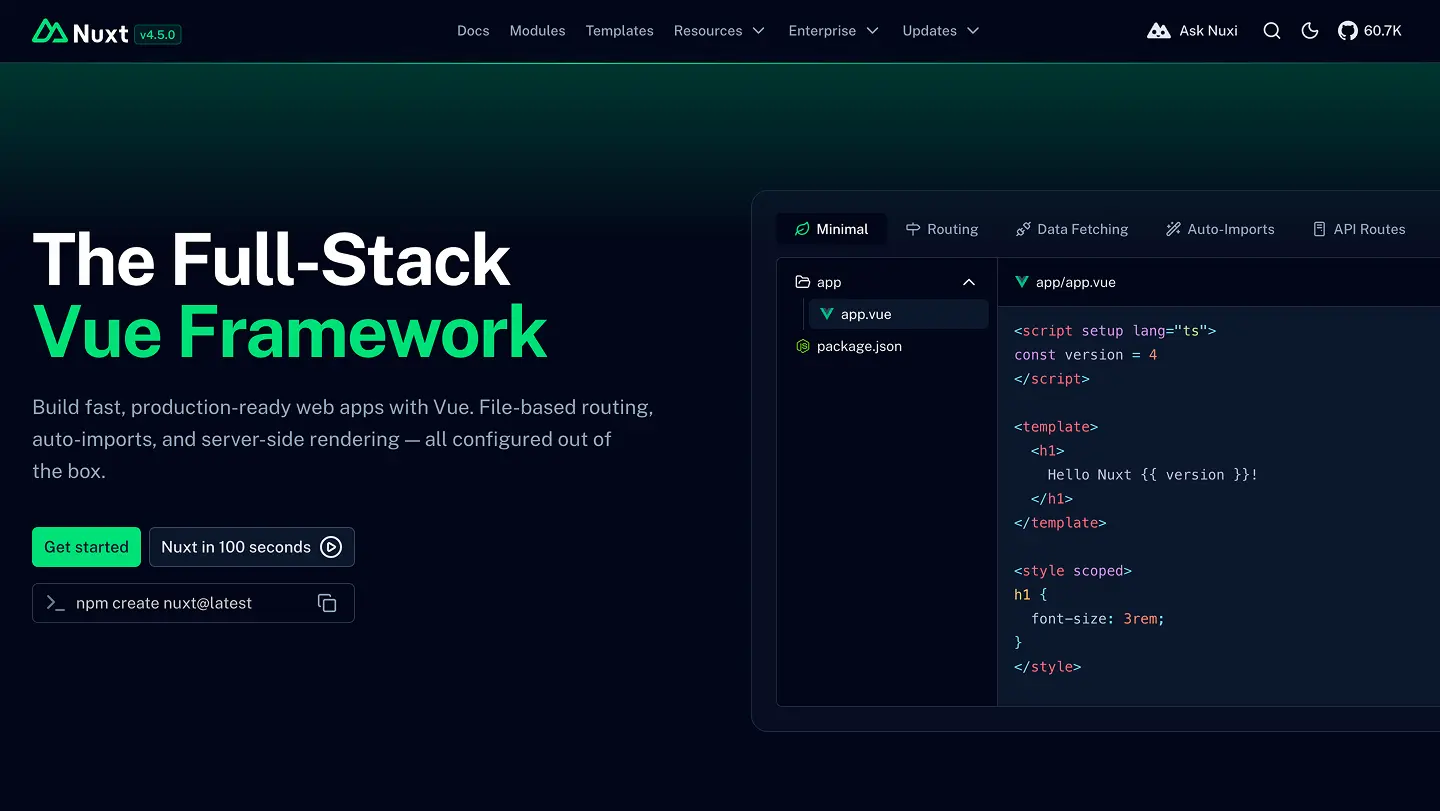 Nuxt v4.5.0
Docs Modules Templates Resources Enterprise Updates
Ask Nuxi 60.7K
The Full-Stack
Vue Framework
Build fast, production-ready web apps with Vue. File-based routing,
auto-imports, and server-side rendering — all configured out of
the box.
Get started Nuxt in 100 seconds
>_ npm create nuxt@latest
Minimal Routing Data Fetching Auto-Imports API Routes
app
app.vue
package.json
app/app.vue
<script setup lang="ts">
const version = 4
</script>

<template>
  <h1>
    Hello Nuxt {{ version }}!
  </h1>
</template>

<style scoped>
h1 {
  font-size: 3rem;
}
</style>